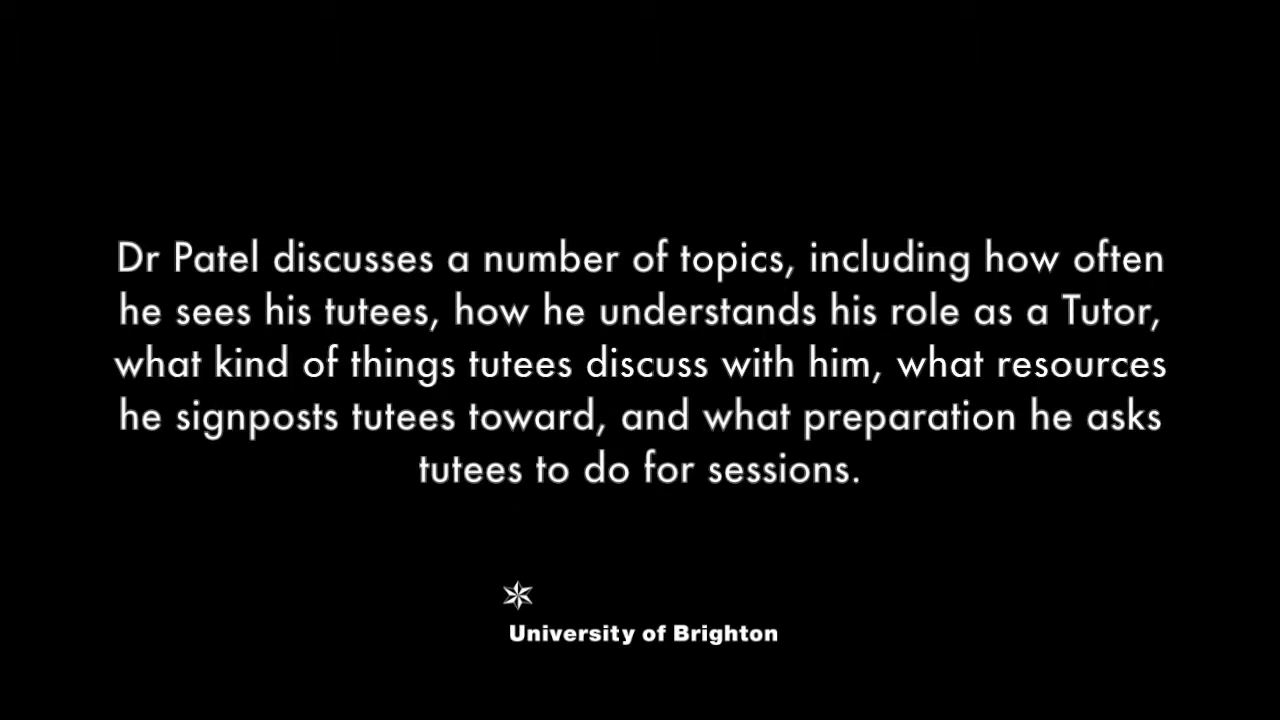 Dr Patel discusses a number of topics, including how often
he sees his tutees, how he understands his role as a Tutor,
what kind of things tutees discuss with him, what resources
he signposts tutees toward, and what preparation he asks
tutees to do for sessions.
University of Brighton